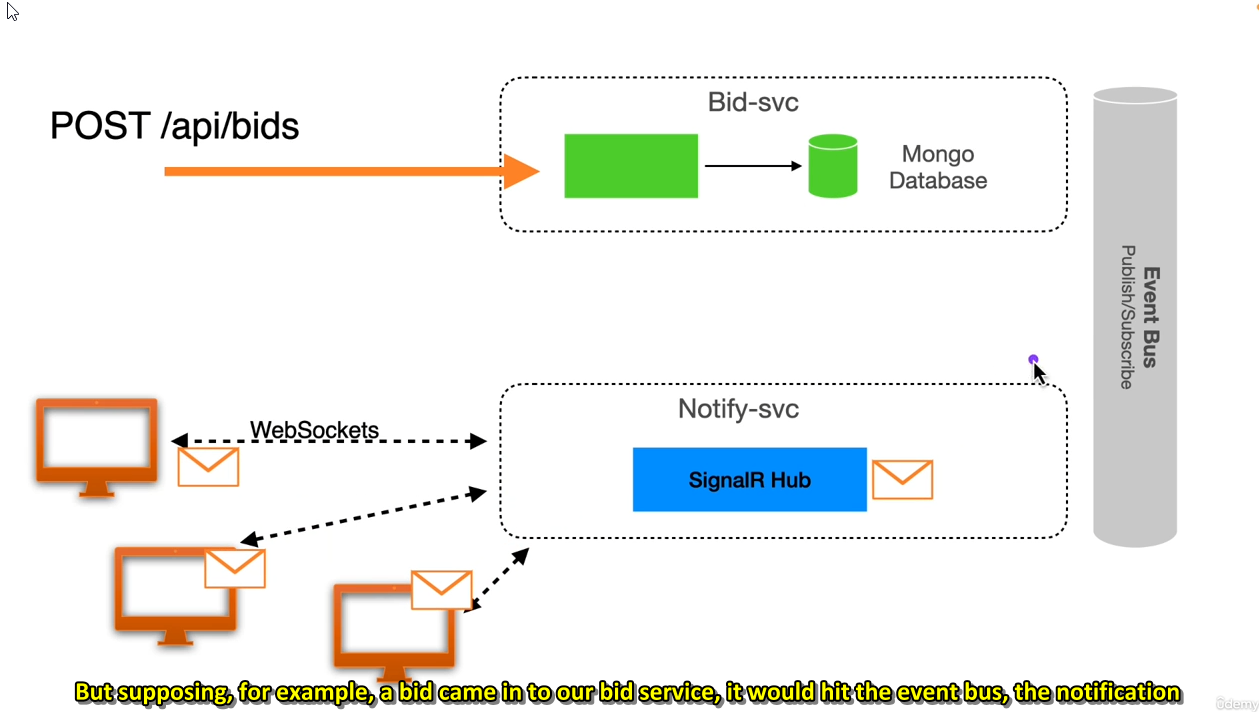 POST /api/bids
Bid-svc
Mongo
Database
Event Bus
Publish/Subscribe
WebSockets
Notify-svc
SignalR Hub
But supposing, for example, a bid came in to our bid service, it would hit the event bus, the notification
ûdemy